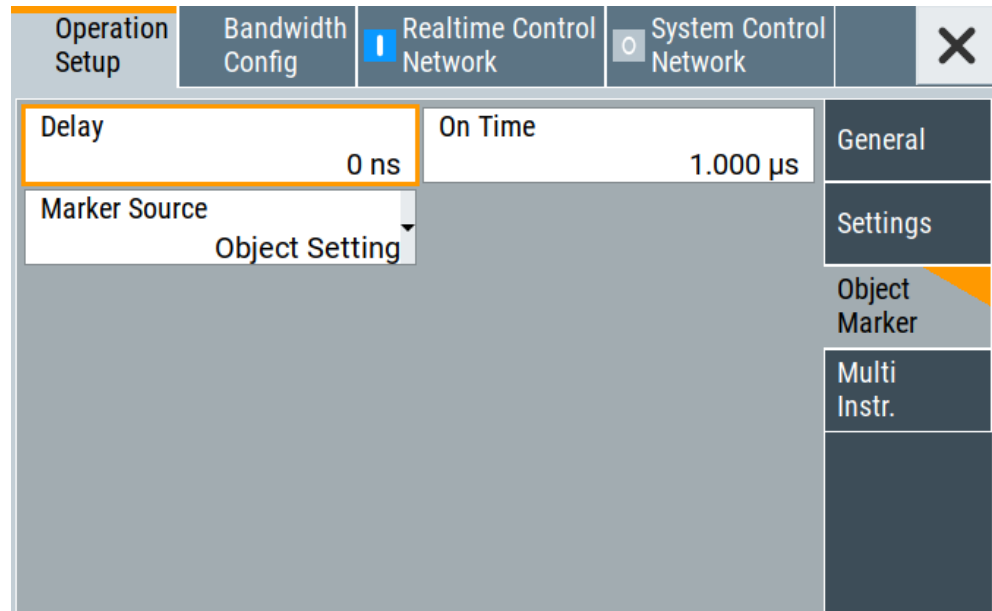 Operation
Setup
Bandwidth
Config
Realtime Control
Network
System Control
Network
Delay
0 ns
On Time
1.000 µs
Marker Source
Object Setting
General
Settings
Object
Marker
Multi
Instr.